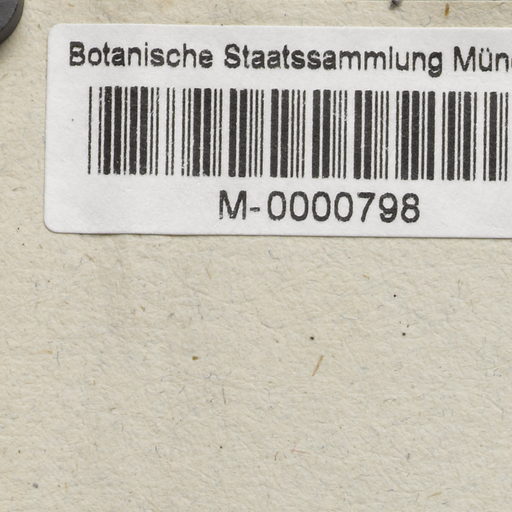 Botanische Staatssammlung Mün
M-0000798